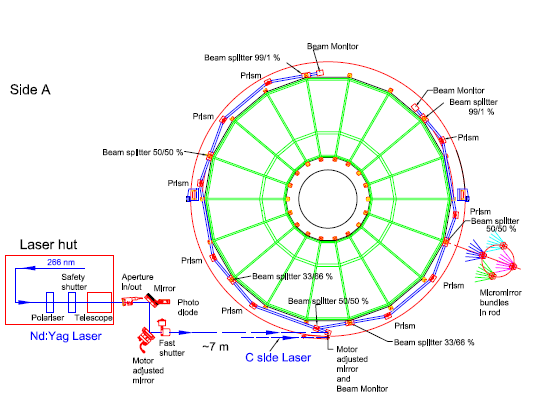 Beam Monitor
Beam splitter 99/1 %
Prism
Prism
Beam Monitor
Beam splitter
99/1 %
Side A
Prism
Beam splitter 50/50 %
Prism
Prism
Beam splitter
50/50 %
Laser hut
266 nm
Safety
shutter
Polariser
Telescope
Nd:Yag Laser
Aperture
in/out
Mirror
Photo
diode
Prism
Beam splitter 33/66 %
Prism
Micromirror
bundles
in rod
Beam splitter 50/50 %
Prism
Prism
Fast
shutter
~7 m
C side Laser
Beam splitter 33/66 %
Motor
adjusted
mirror
Motor
adjusted
mirror
and
Beam Monitor